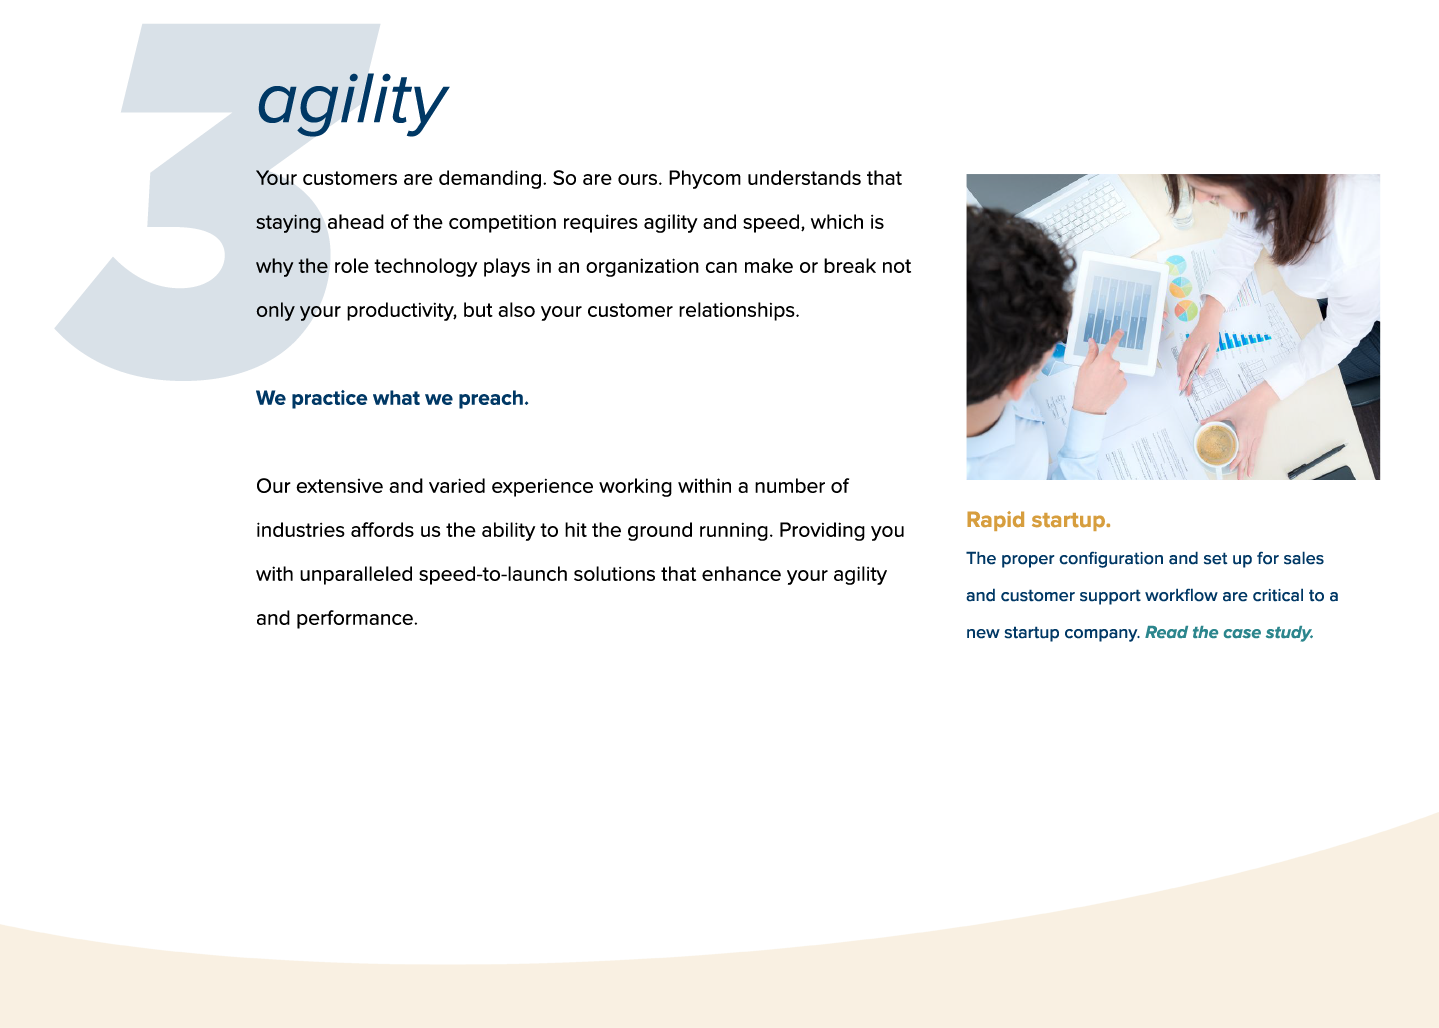 3
agility
Your customers are demanding. So are ours. Phycom understands that
staying ahead of the competition requires agility and speed, which is
why the role technology plays in an organization can make or break not
only your productivity, but also your customer relationships.
We practice what we preach.
Our extensive and varied experience working within a number of
industries affords us the ability to hit the ground running. Providing you
with unparalleled speed-to-launch solutions that enhance your agility
and performance.
Rapid startup.
The proper configuration and set up for sales
and customer support workflow are critical to a
new startup company. Read the case study.